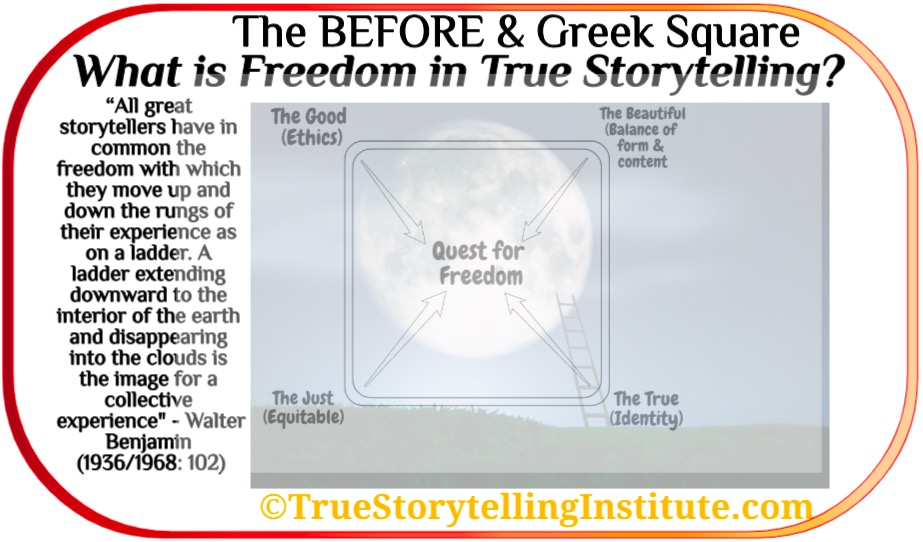 The BEFORE & Greek Square
What is Freedom in True Storytelling?
“All great
storytellers have in
common the
freedom with which
they move up and
down the rungs of
their experience as
on a ladder. A
ladder extending
downward to the
interior of the earth
and disappearing
into the clouds is
the image for a
collective
experience" - Walter
Benjamin
(1936/1968: 102)
The Good
(Ethics)
The Beautiful
(Balance of
form &
content
Quest for
Freedom
The Just
(Equitable)
The True
(Identity)
©TrueStorytellingInstitute.com